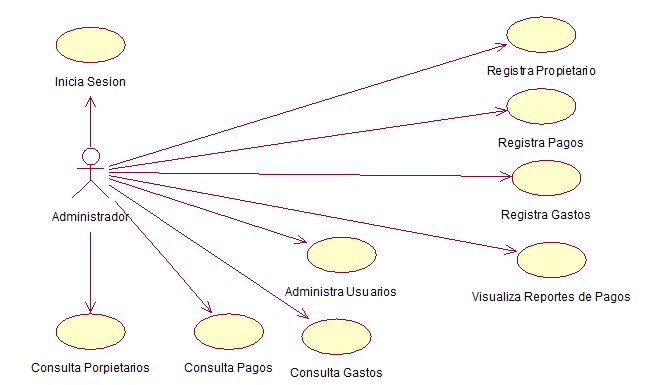 Registra Propietario
Inicia Sesion
Registra Pagos
Administrador
Registra Gastos
Administra Usuarios
Visualiza Reportes de Pagos
Consulta Porpietarios
Consulta Pagos
Consulta Gastos